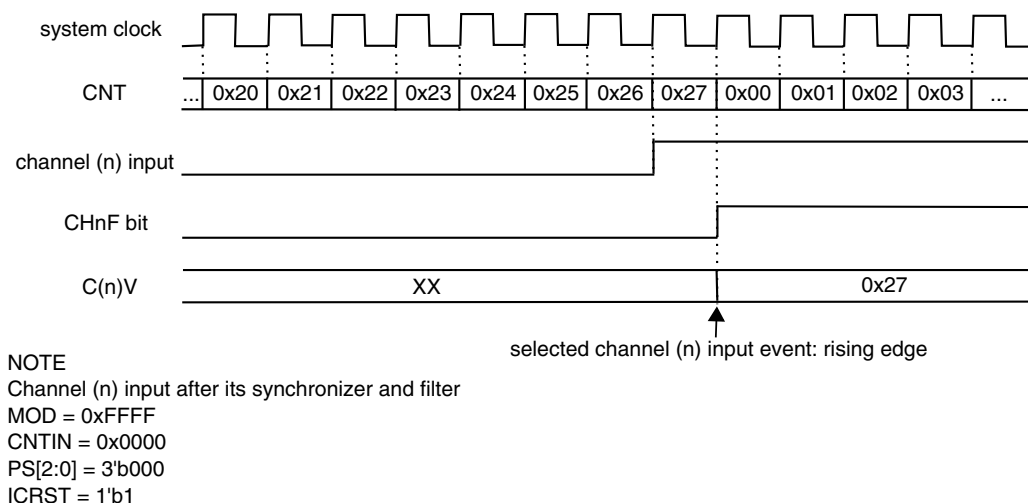 system clock
CNT ... 0x20 0x21 0x22 0x23 0x24 0x25 0x26 0x27 0x00 0x01 0x02 0x03 ...
channel (n) input
CHnF bit
C(n)V XX 0x27
selected channel (n) input event: rising edge
NOTE
Channel (n) input after its synchronizer and filter
MOD = 0xFFFF
CNTIN = 0x0000
PS[2:0] = 3'b000
ICRST = 1'b1